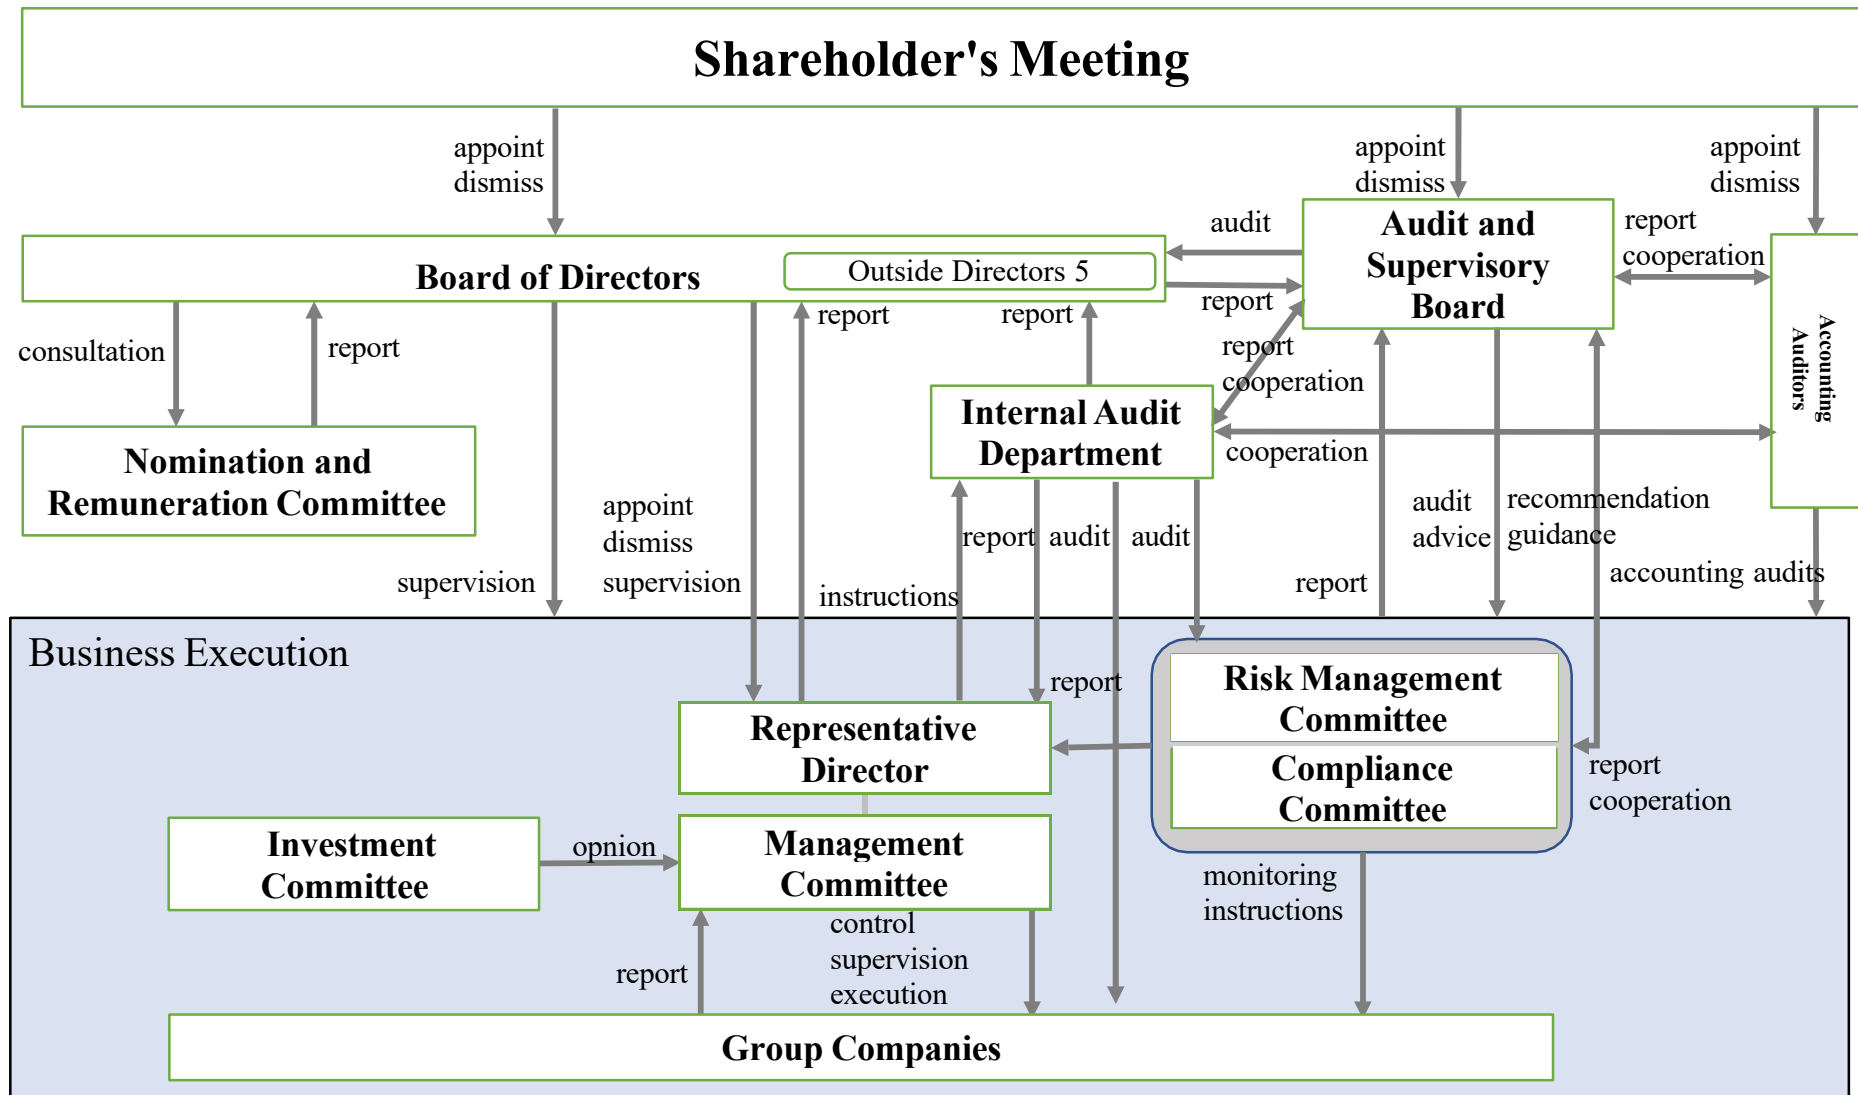 Shareholder's Meeting
appoint
dismiss
appoint
dismiss
appoint
dismiss
Board of Directors
Outside Directors 5
audit
report
Audit and
Supervisory
Board
report
cooperation
Accounting
Auditors
consultation
report
report
report
report
cooperation
Nomination and
Remuneration Committee
Internal Audit
Department
cooperation
appoint
dismiss
supervision
supervision
instructions
report
audit
audit
audit
advice
recommendation
guidance
report
accounting audits
Business Execution
Representative
Director
report
Risk Management
Committee
Compliance
Committee
report
cooperation
Investment
Committee
opnion
Management
Committee
monitoring
instructions
report
control
supervision
execution
Group Companies